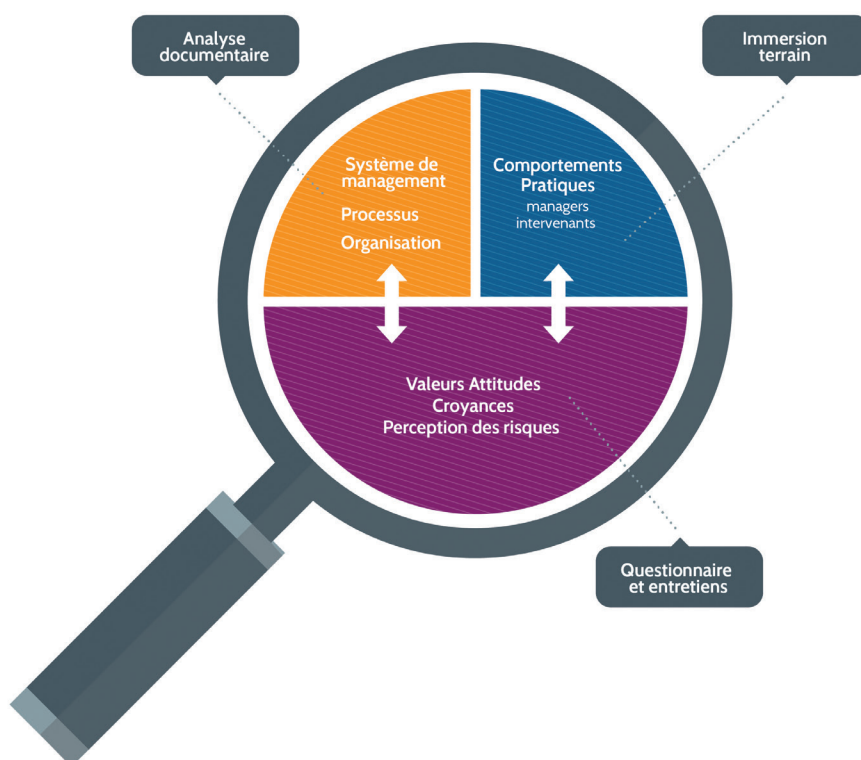 Analyse
documentaire
Immersion
terrain
Système de
management
Processus
Organisation
Comportements
Pratiques
managers
intervenants
Valeurs Attitudes
Croyances
Perception des risques
Questionnaire
et entretiens